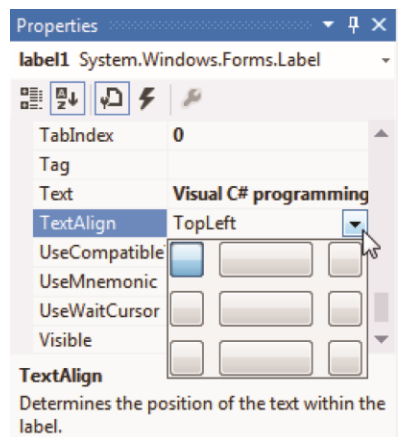 Properties
label1 System.Windows.Forms.Label
TabIndex 0
Tag
Text Visual C# programming
TextAlign TopLeft
UseCompatible
UseMnemonic
UseWaitCursor
Visible
TextAlign
Determines the position of the text within the
label.